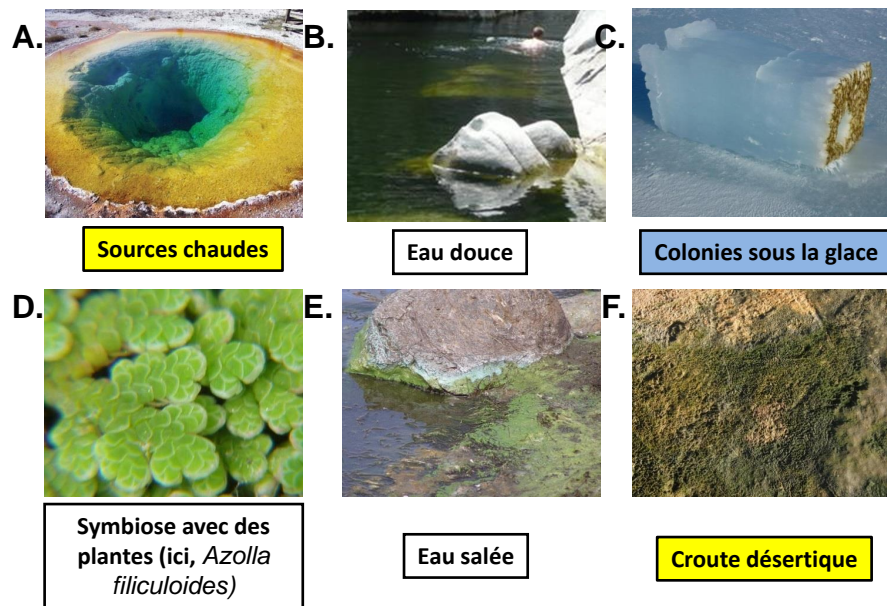 A.
B.
C.
Sources chaudes
Eau douce
Colonies sous la glace
D.
E.
F.
Symbiose avec des
plantes (ici, Azolla
filiculoides)
Eau salée
Croute désertique